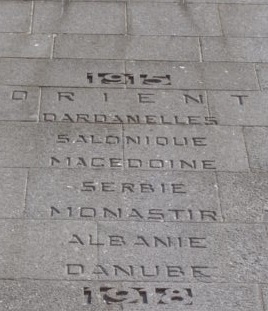 1915
ORIENT
DARDANELLES
SALONIQUE
MACEDOINE
SERBIE
MONASTIR
ALBANIE
DANUBE
1918